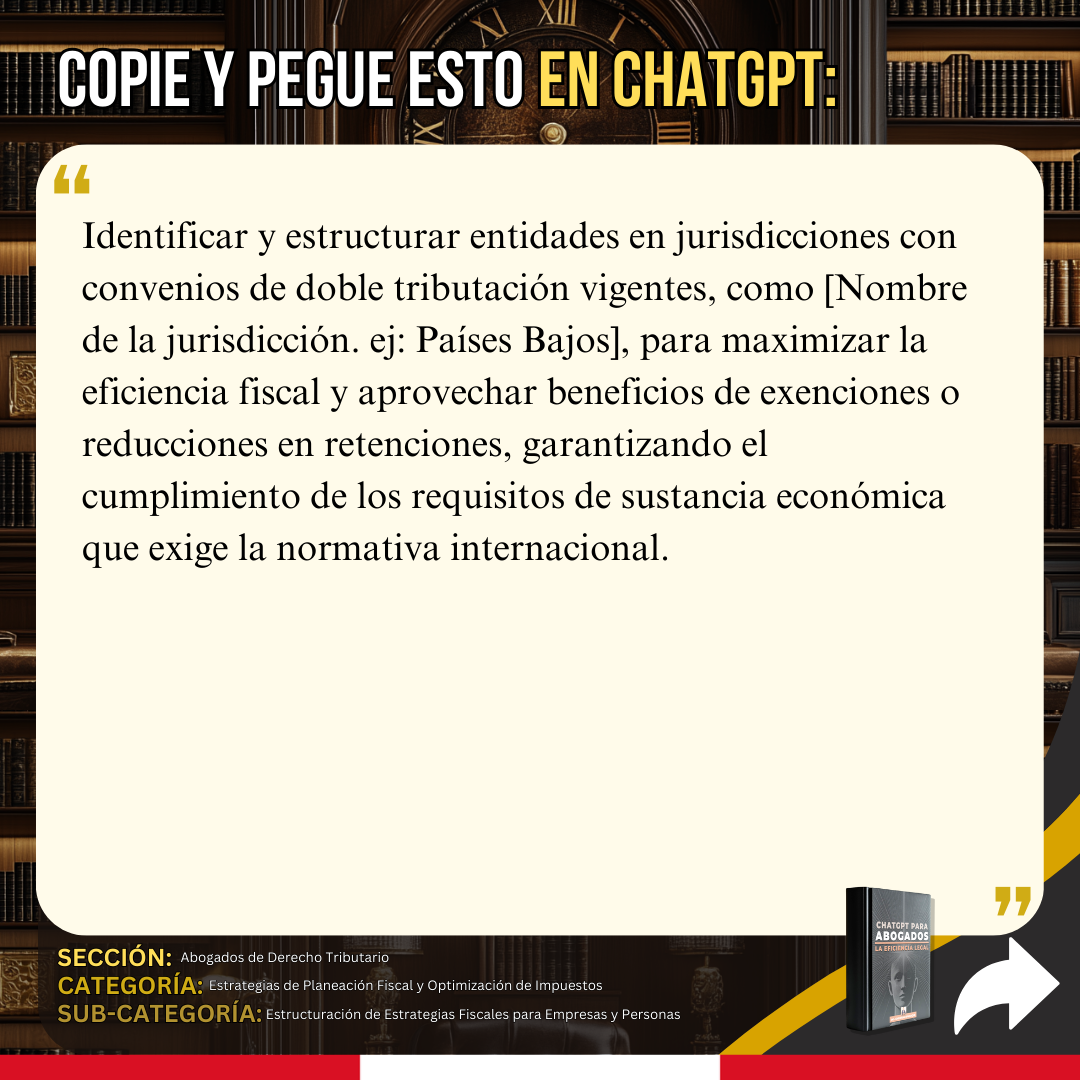 COPIE Y PEGUE ESTO EN CHATGPT:
“
Identificar y estructurar entidades en jurisdicciones con
convenios de doble tributación vigentes, como [Nombre
de la jurisdicción. ej: Países Bajos], para maximizar la
eficiencia fiscal y aprovechar beneficios de exenciones o
reducciones en retenciones, garantizando el
cumplimiento de los requisitos de sustancia económica
que exige la normativa internacional.
”
CHATGPT PARA
ABOGADOS
LA EFICIENCIA LEGAL
SECCIÓN: Abogados de Derecho Tributario
CATEGORÍA: Estrategias de Planeación Fiscal y Optimización de Impuestos
SUB-CATEGORÍA: Estructuración de Estrategias Fiscales para Empresas y Personas